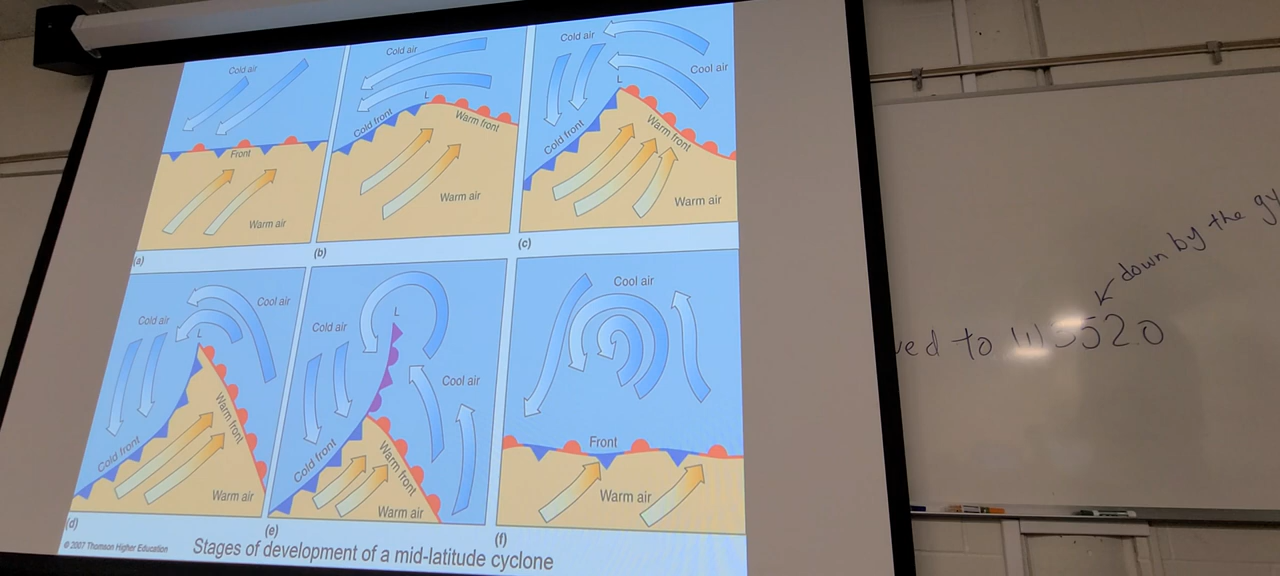 Cold air
Front
Warm air
(a)
Cold air
L
Cold front
Warm front
Warm air
(b)
Cold air
Cool air
L
Cold front
Warm front
Warm air
(c)
Cool air
Cold air
L
Cold front
Warm front
Warm air
(d)
Cold air
L
Cool air
Cold front
Warm front
Warm air
(e)
Cool air
Front
Warm air
(f)
© 2007 Thomson Higher Education
Stages of development of a mid-latitude cyclone
down by the
to